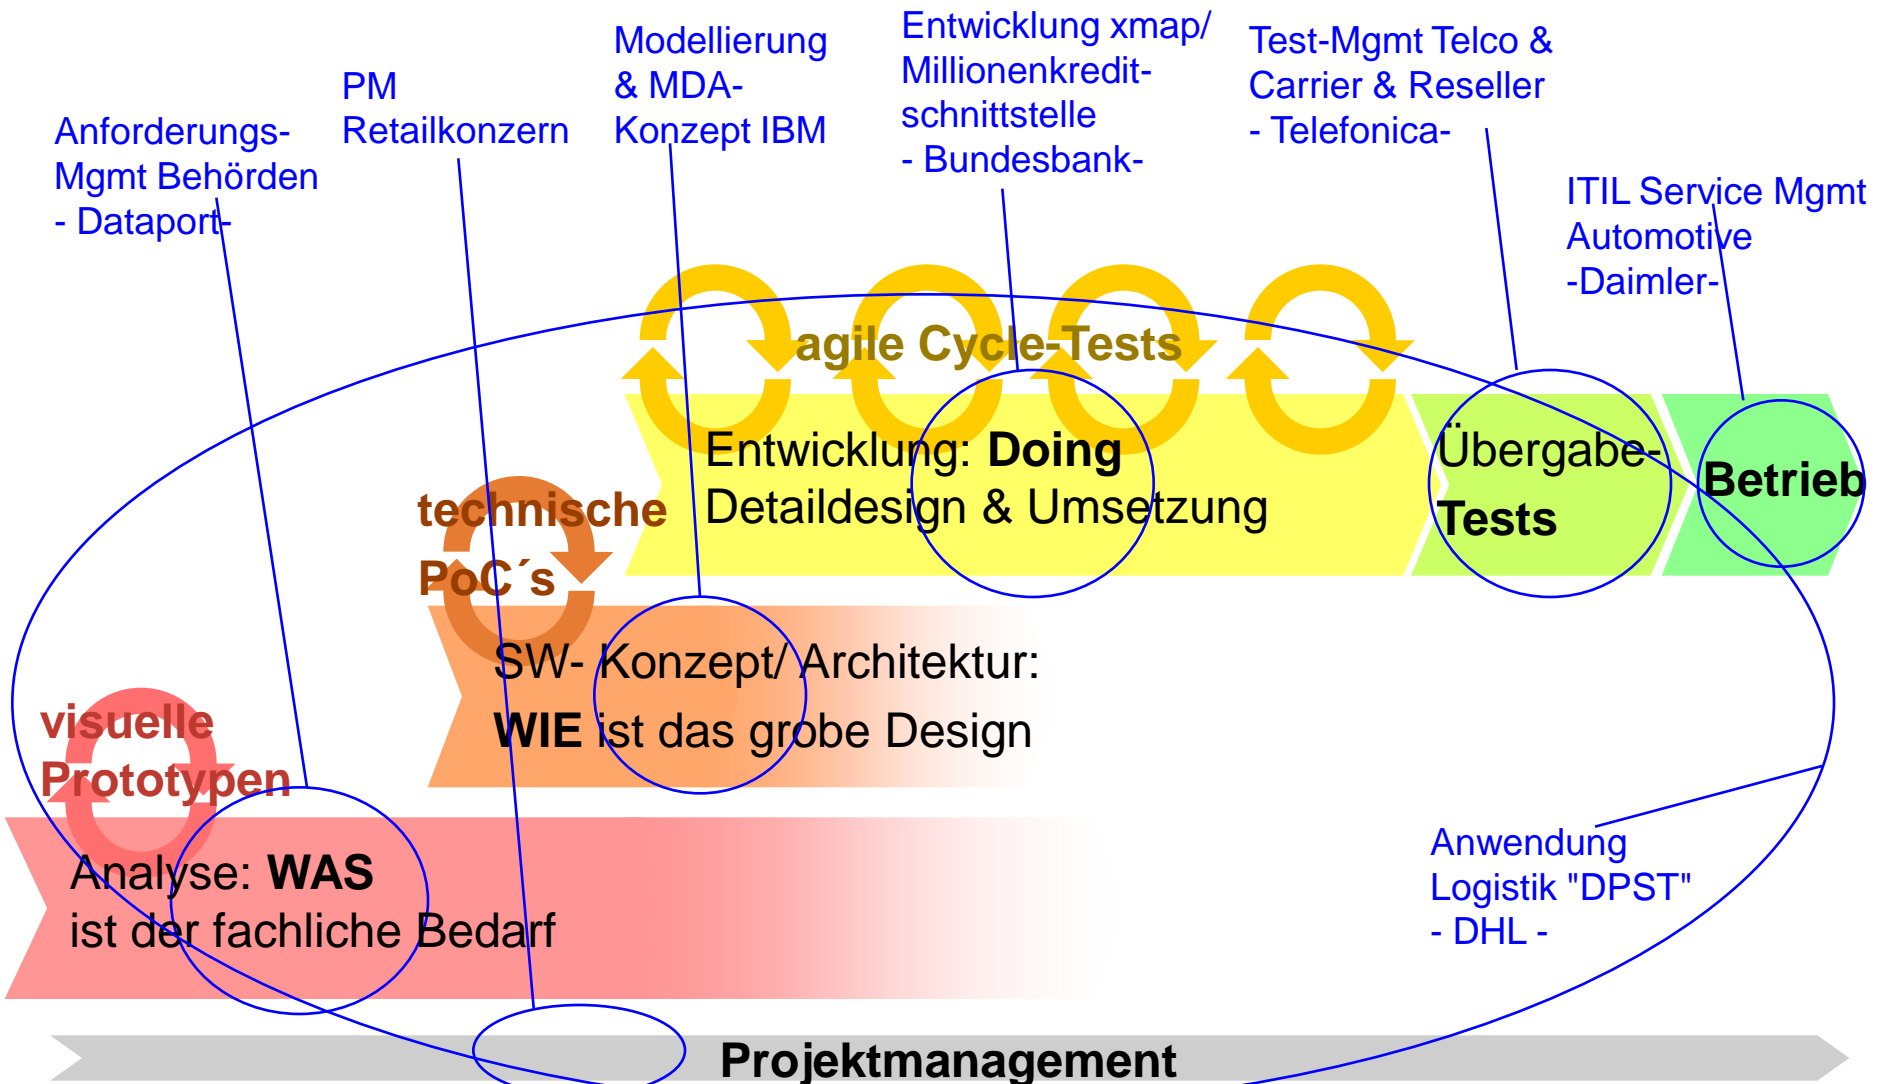 Anforderungs-
Mgmt Behörden
- Dataport-
PM
Retailkonzern
Modellierung
& MDA-
Konzept IBM
Entwicklung xmap/
Millionenkredit-
schnittstelle
- Bundesbank-
Test-Mgmt Telco &
Carrier & Reseller
- Telefonica-
ITIL Service Mgmt
Automotive
-Daimler-
agile Cycle-Tests
Entwicklung: Doing
Detaildesign & Umsetzung
Übergabe-
Tests
Betrieb
technische
PoC´s
SW- Konzept/ Architektur:
WIE ist das grobe Design
visuelle
Prototypen
Analyse: WAS
ist der fachliche Bedarf
Anwendung
Logistik "DPST"
- DHL -
Projektmanagement